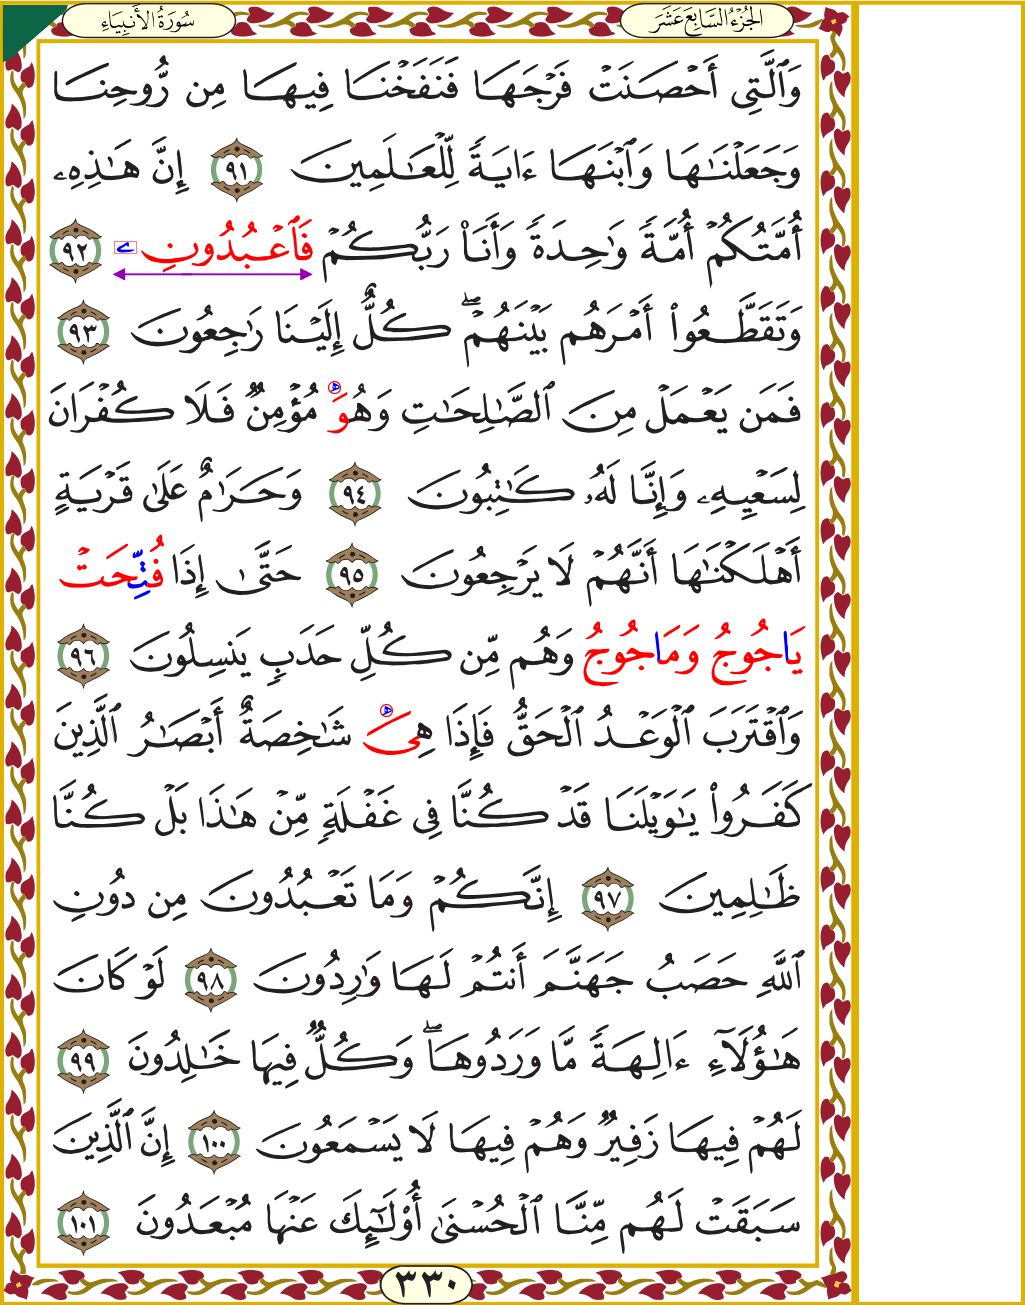 الجُزْءُ السَّابِعَ عَشَرَ
سُورَةُ الأَنبِيَاءِ
وَٱلَّتِي أَحْصَنَتْ فَرْجَهَا فَنَفَخْنَا فِيهَا مِن رُّوحِنَا
وَجَعَلْنَٰهَا وَٱبْنَهَا ءَايَةً لِّلْعَٰلَمِينَ ٩١ إِنَّ هَٰذِهِۦ
أُمَّتُكُمْ أُمَّةً وَٰحِدَةً وَأَنَا۠ رَبُّكُمْ فَٱعْبُدُونِ ے ٩٢
وَتَقَطَّعُوٓا۟ أَمْرَهُم بَيْنَهُمْ ۖ كُلٌّ إِلَيْنَا رَٰجِعُونَ ٩٣
فَمَن يَعْمَلْ مِنَ ٱلصَّٰلِحَٰتِ وَهُوَ مُؤْمِنٌ فَلَا كُفْرَانَ
لِسَعْيِهِۦ وَإِنَّا لَهُۥ كَٰتِبُونَ ٩٤ وَحَرَٰمٌ عَلَىٰ قَرْيَةٍ
أَهْلَكْنَٰهَا أَنَّهُمْ لَا يَرْجِعُونَ ٩٥ حَتَّىٰ إِذَا فُتِّحَتْ
يَاجُوجُ وَمَاجُوجُ وَهُم مِّن كُلِّ حَدَبٍ يَنسِلُونَ ٩٦
وَٱقْتَرَبَ ٱلْوَعْدُ ٱلْحَقُّ فَإِذَا هِيَ شَٰخِصَةٌ أَبْصَٰرُ ٱلَّذِينَ
كَفَرُوا۟ يَٰوَيْلَنَا قَدْ كُنَّا فِي غَفْلَةٍ مِّنْ هَٰذَا بَلْ كُنَّا
ظَٰلِمِينَ ٩٧ إِنَّكُمْ وَمَا تَعْبُدُونَ مِن دُونِ
ٱللَّهِ حَصَبُ جَهَنَّمَ أَنتُمْ لَهَا وَٰرِدُونَ ٩٨ لَوْ كَانَ
هَٰٓؤُلَآءِ ءَالِهَةً مَّا وَرَدُوهَا ۖ وَكُلٌّ فِيهَا خَٰلِدُونَ ٩٩
لَهُمْ فِيهَا زَفِيرٌ وَهُمْ فِيهَا لَا يَسْمَعُونَ ١٠٠ إِنَّ ٱلَّذِينَ
سَبَقَتْ لَهُم مِّنَّا ٱلْحُسْنَىٰ أُو۟لَٰٓئِكَ عَنْهَا مُبْعَدُونَ ١٠١
٣٣٠